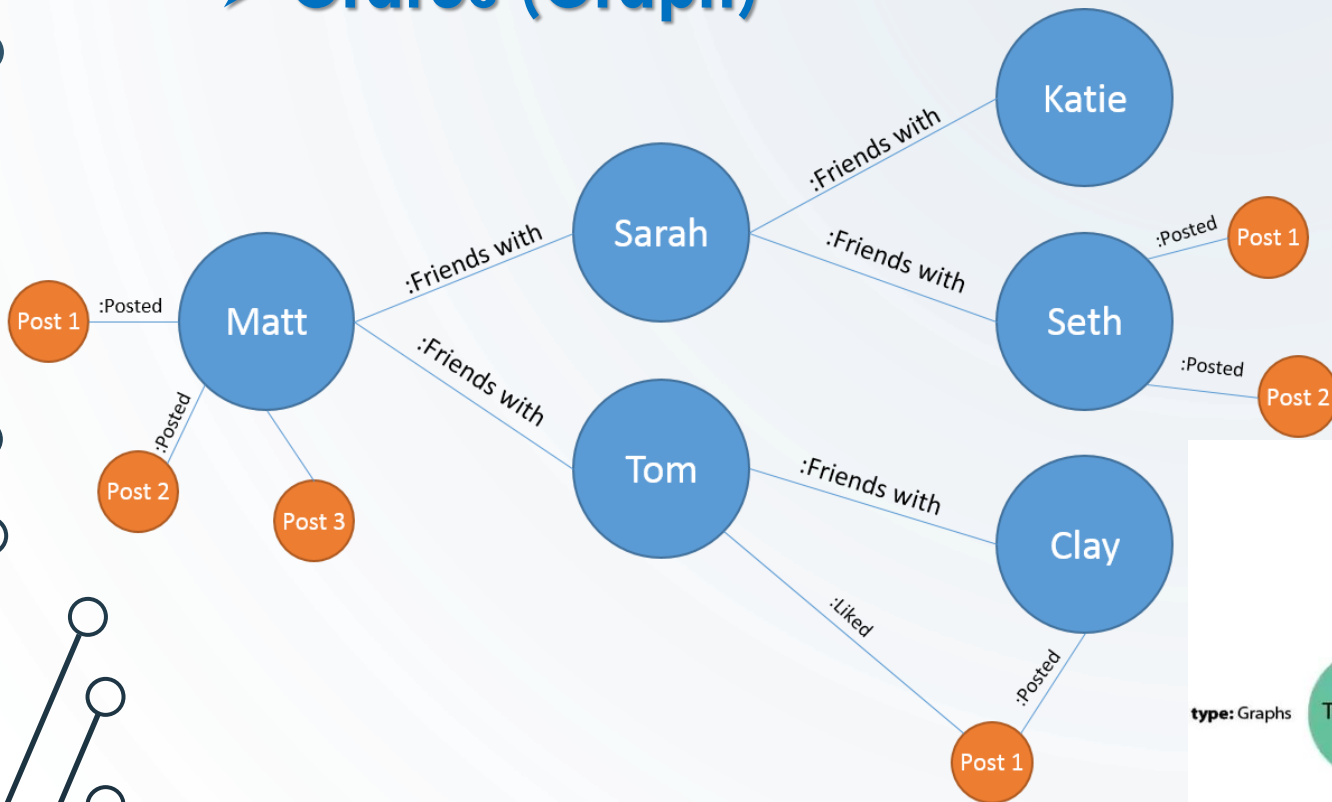 (Graph)
Katie
:Friends with
Sarah
:Friends with
:Posted
Post 1
:Friends with
Seth
:Posted
Post 2
Post 1
:Posted
Matt
:Friends with
:Posted
Post 2
Post 3
Tom
:Friends with
Clay
:Liked
:Posted
Post 1
type: Graphs
T